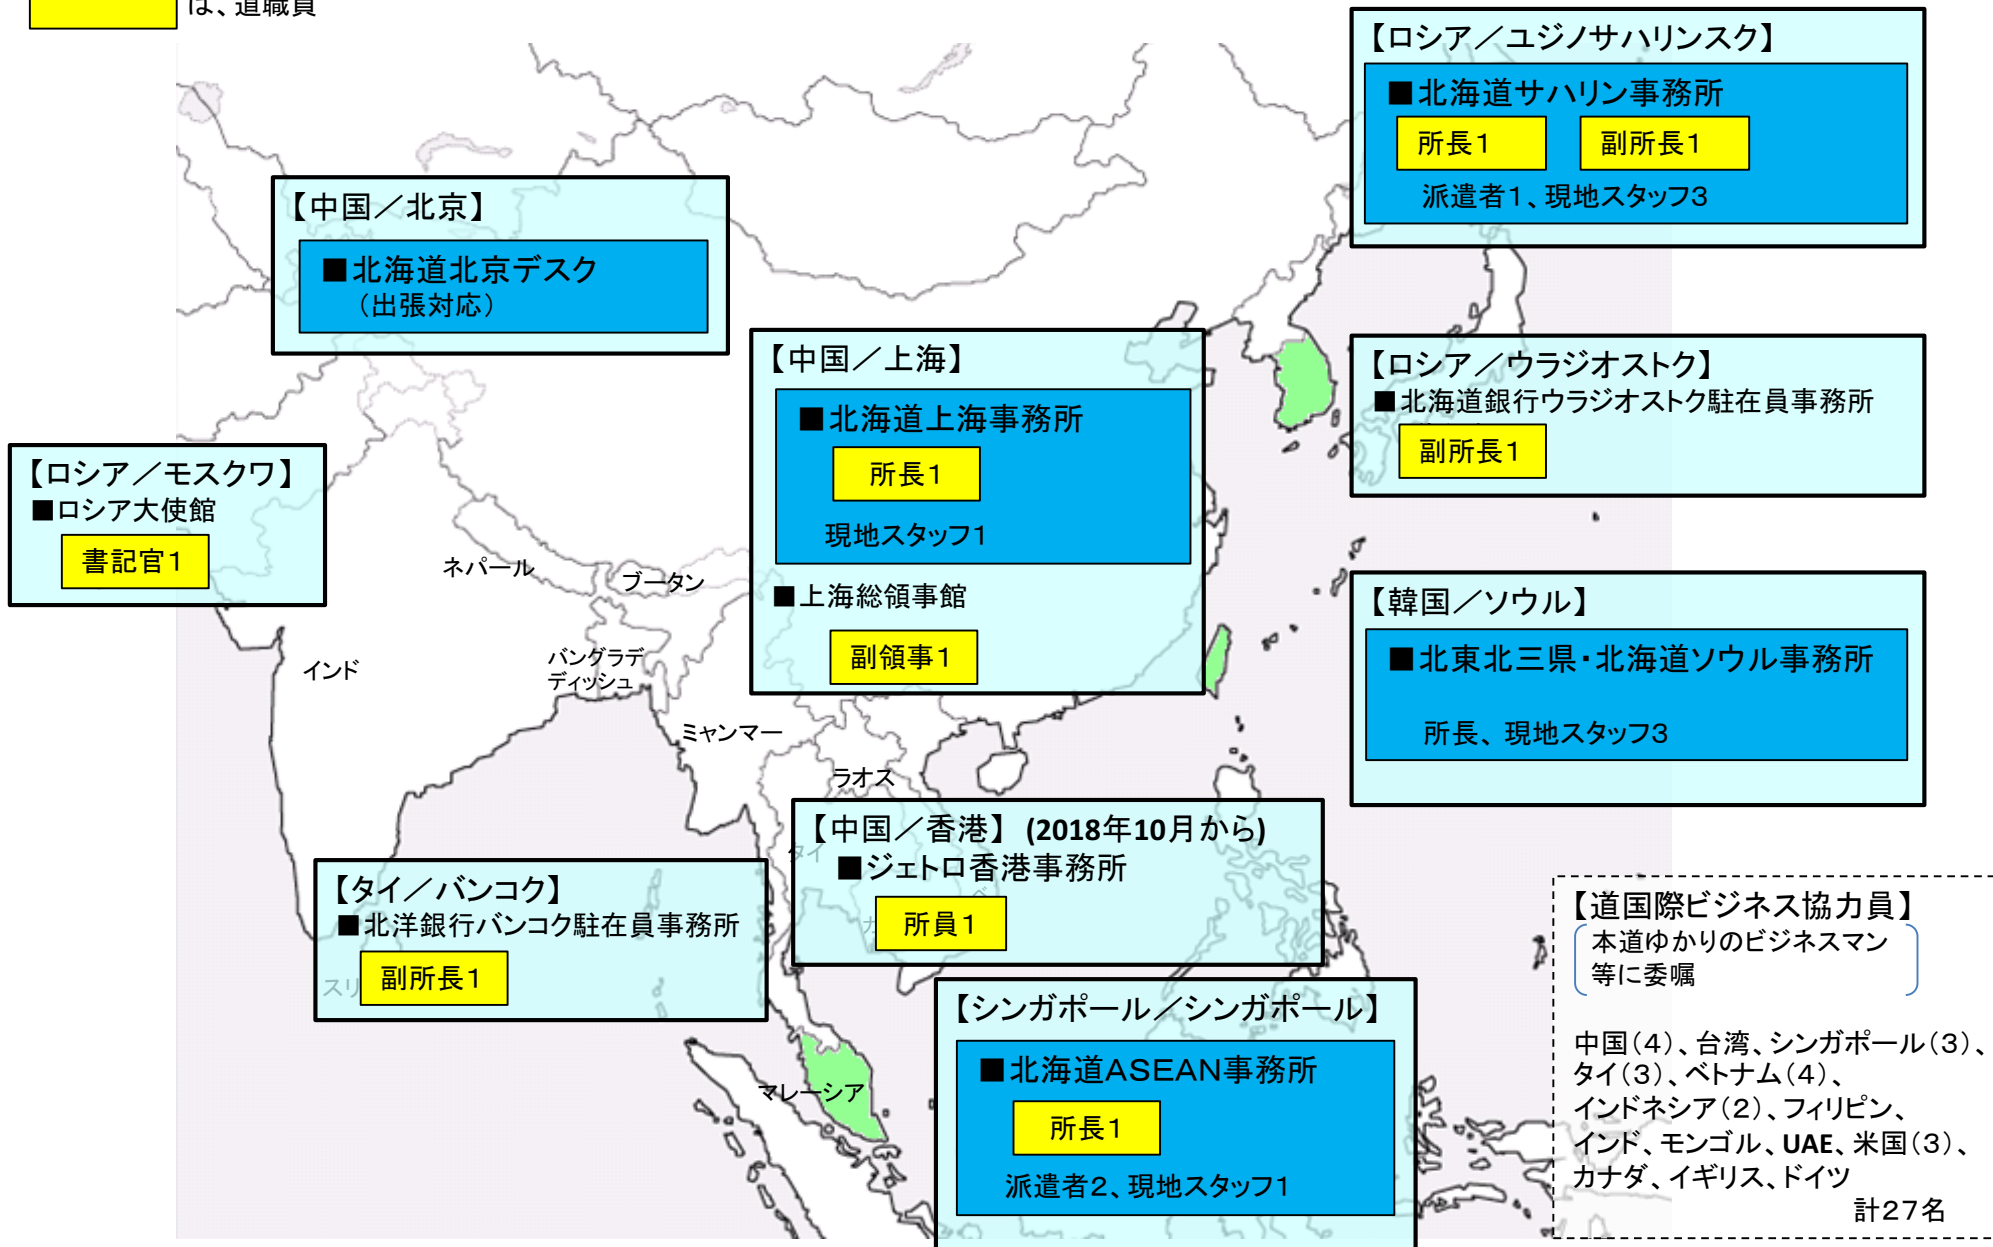 は、道職員
【ロシア／ユジノサハリンスク】
■北海道サハリン事務所
所長１
副所長１
派遣者１、現地スタッフ３
【中国／北京】
■北海道北京デスク
（出張対応）
【中国／上海】
■北海道上海事務所
所長１
現地スタッフ１
■上海総領事館
副領事１
【ロシア／ウラジオストク】
■北海道銀行ウラジオストク駐在員事務所
副所長１
【ロシア／モスクワ】
■ロシア大使館
書記官１
ネパール
ブータン
インド
バングラデ
ディッシュ
ミャンマー
ラオス
【韓国／ソウル】
■北東北三県・北海道ソウル事務所
所長、現地スタッフ３
【中国／香港】 (2018年10月から)
■ジェトロ香港事務所
所員１
タイ
カ
【タイ／バンコク】
■北洋銀行バンコク駐在員事務所
副所長１
スリ
【シンガポール／シンガポール】
■北海道ＡＳＥＡＮ事務所
所長１
派遣者２、現地スタッフ１
マレーシア
【道国際ビジネス協力員】
本道ゆかりのビジネスマン
等に委嘱
中国（４）、台湾、シンガポール（３）、
タイ（３）、ベトナム（４）、
インドネシア（２）、フィリピン、
インド、モンゴル、UAE、米国（３）、
カナダ、イギリス、ドイツ
計２７名